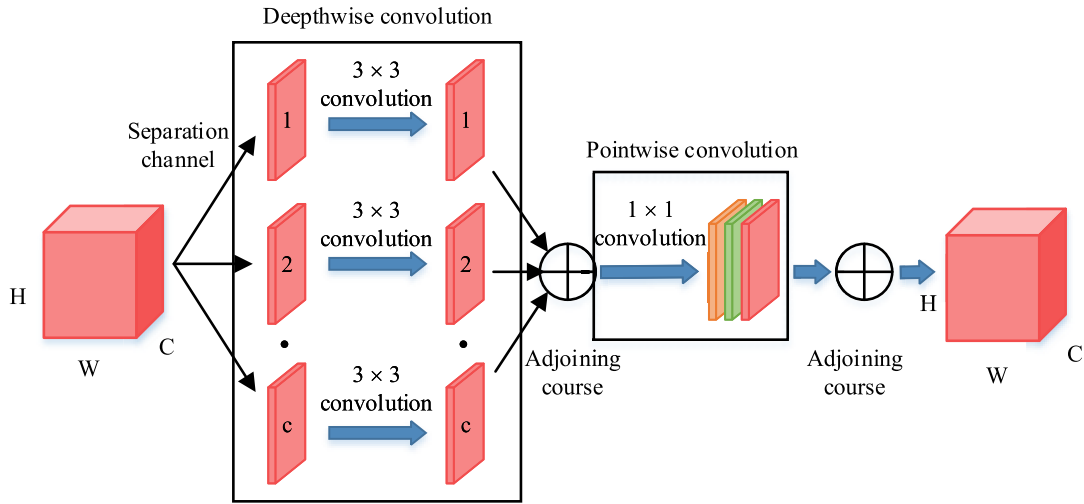 Deepthwise convolution
3 × 3
convolution
1
1
Separation
channel
Pointwise convolution
3 × 3
convolution
2
2
1 × 1
convolution
H
W
C
3 × 3
convolution
c
c
Adjoining
course
Adjoining
course
H
W
C